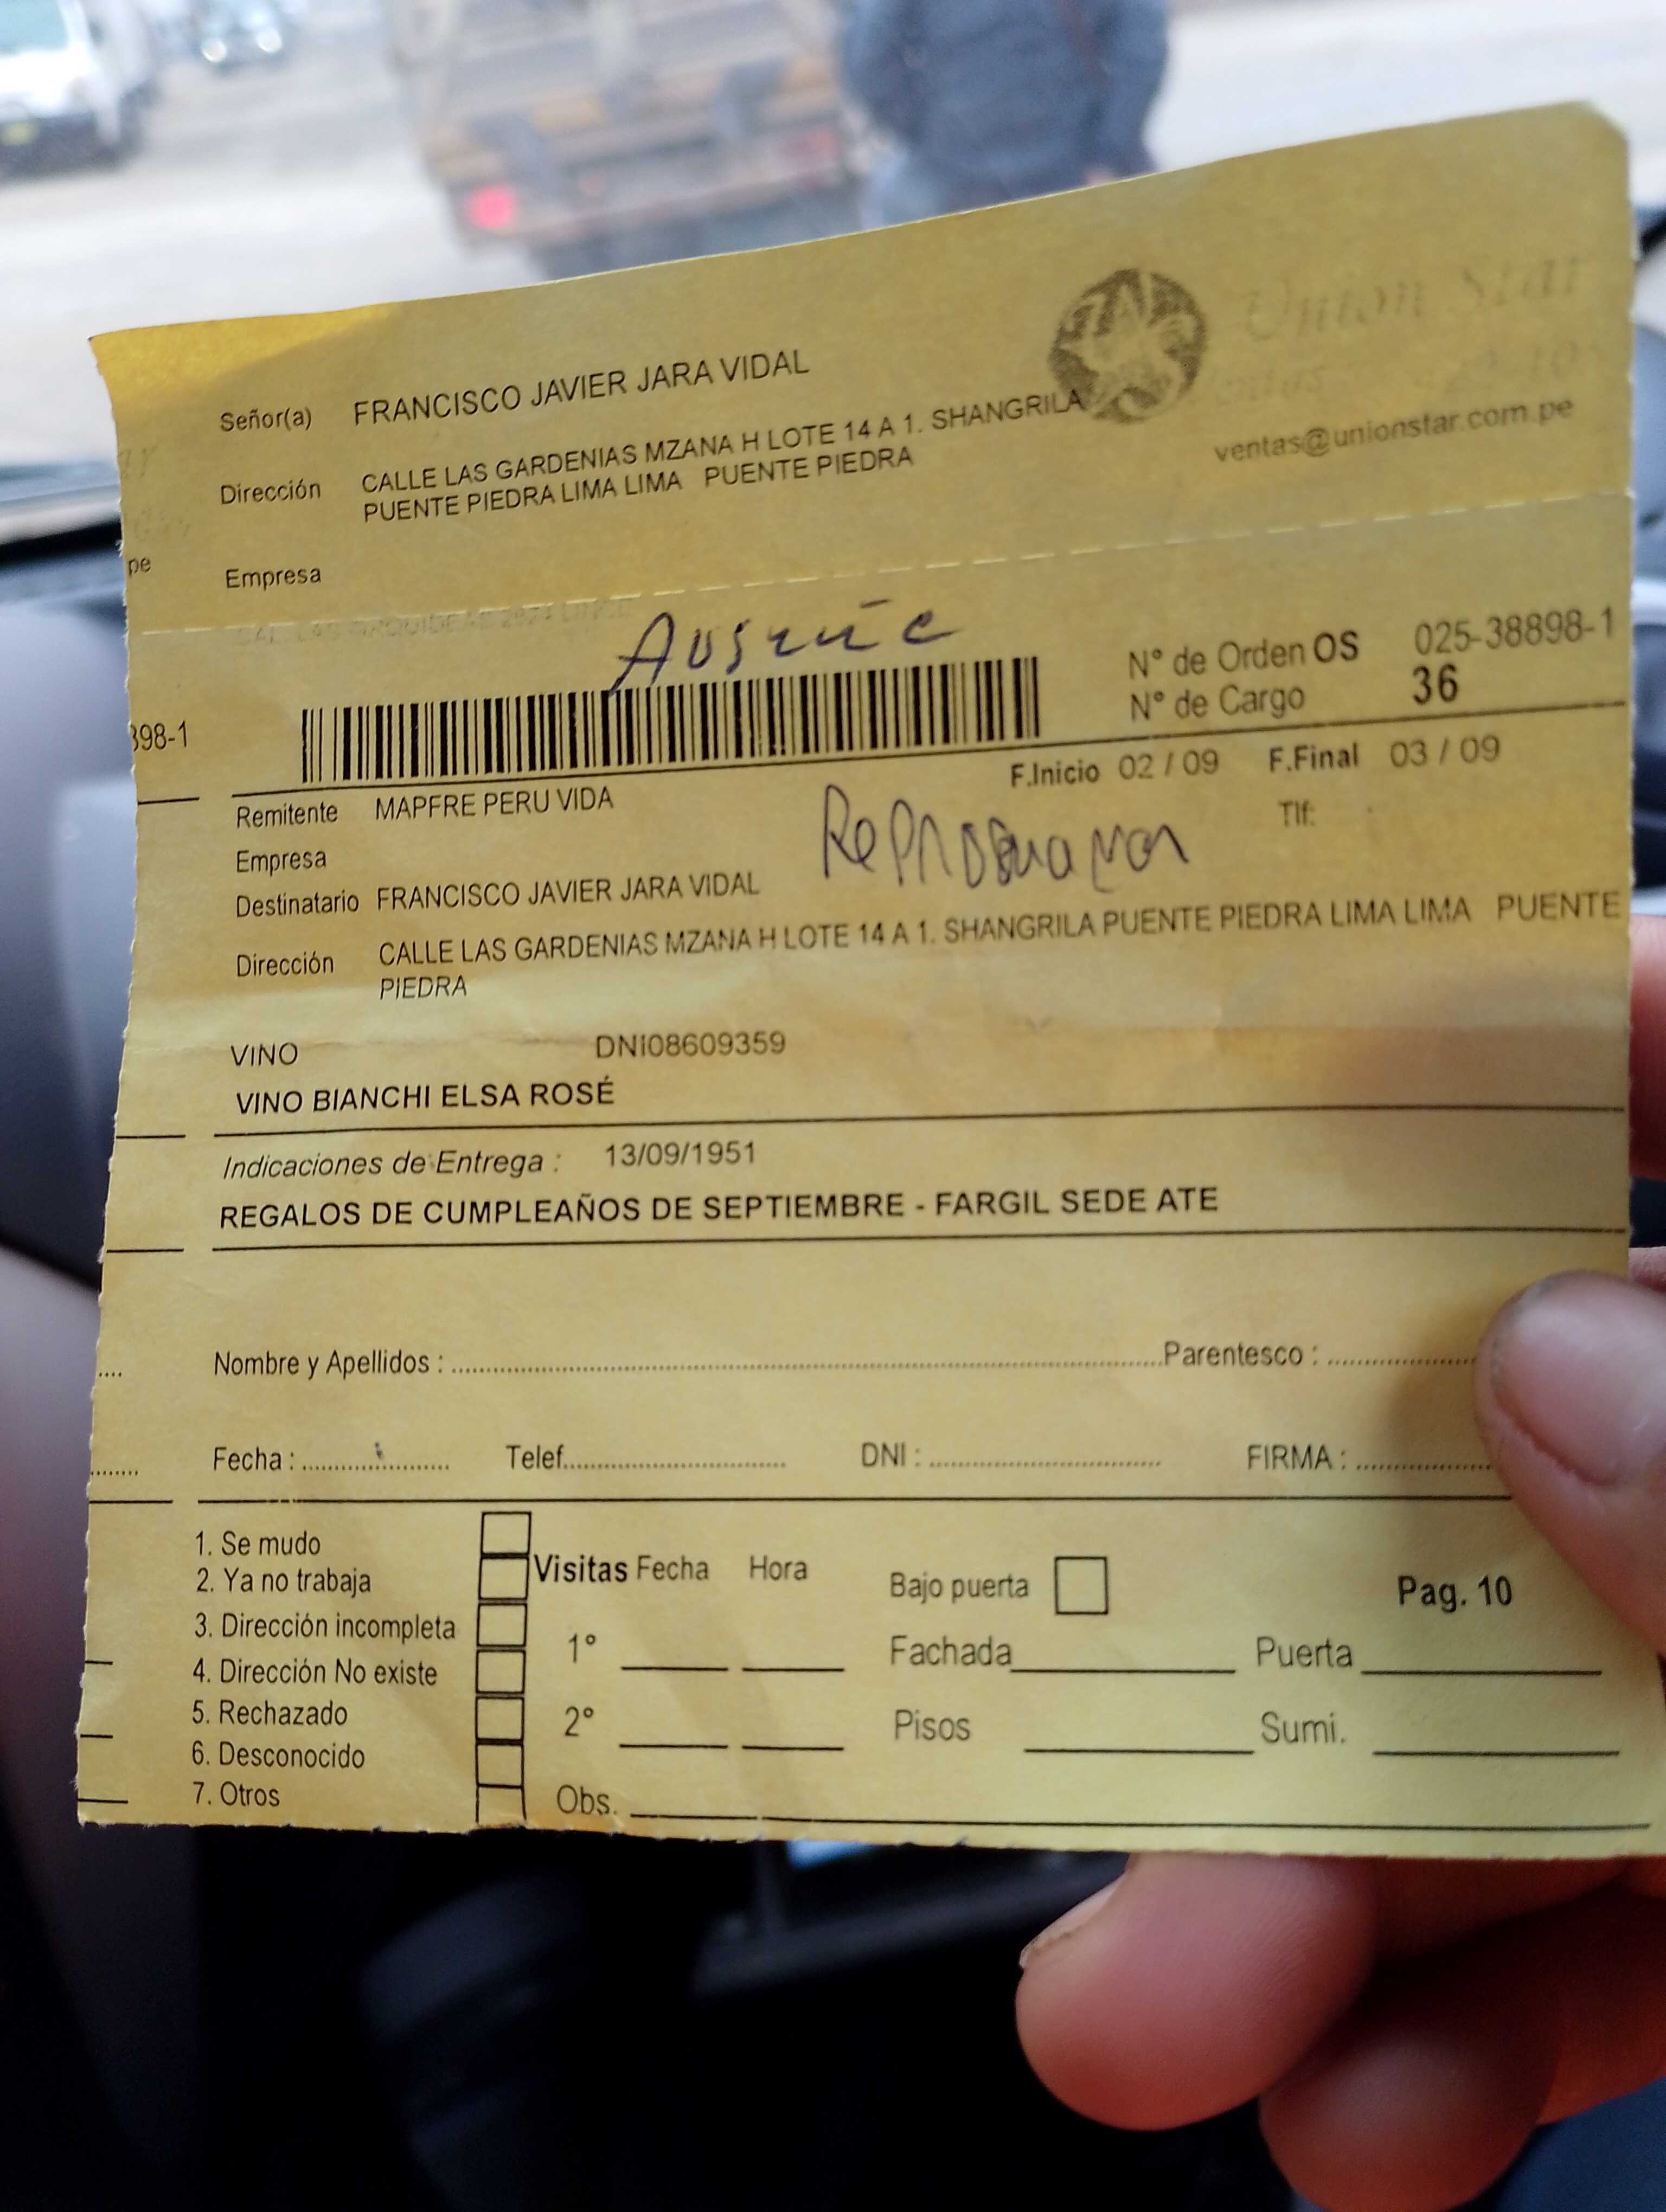 Union Star
Señor(a) FRANCISCO JAVIER JARA VIDAL
Dirección CALLE LAS GARDENIAS MZANA H LOTE 14 A 1. SHANGRILA
PUENTE PIEDRA LIMA LIMA PUENTE PIEDRA
ventas@unionstar.com.pe
pe
Empresa
N° de Orden OS 025-38898-1
N° de Cargo 36
398-1
F.Inicio 02 / 09 F.Final 03 / 09
Remitente MAPFRE PERU VIDA
Tlf:
Empresa
Destinatario FRANCISCO JAVIER JARA VIDAL
Dirección CALLE LAS GARDENIAS MZANA H LOTE 14 A 1. SHANGRILA PUENTE PIEDRA LIMA LIMA PUENTE
PIEDRA
VINO DNI08609359
VINO BIANCHI ELSA ROSÉ
Indicaciones de Entrega : 13/09/1951
REGALOS DE CUMPLEAÑOS DE SEPTIEMBRE - FARGIL SEDE ATE
Nombre y Apellidos : Parentesco :
Fecha : Telef. DNI : FIRMA :
1. Se mudo
2. Ya no trabaja
3. Dirección incompleta
4. Dirección No existe
5. Rechazado
6. Desconocido
7. Otros
Visitas Fecha Hora
1°
2°
Obs.
Bajo puerta
Pag. 10
Fachada Puerta
Pisos Sumi.